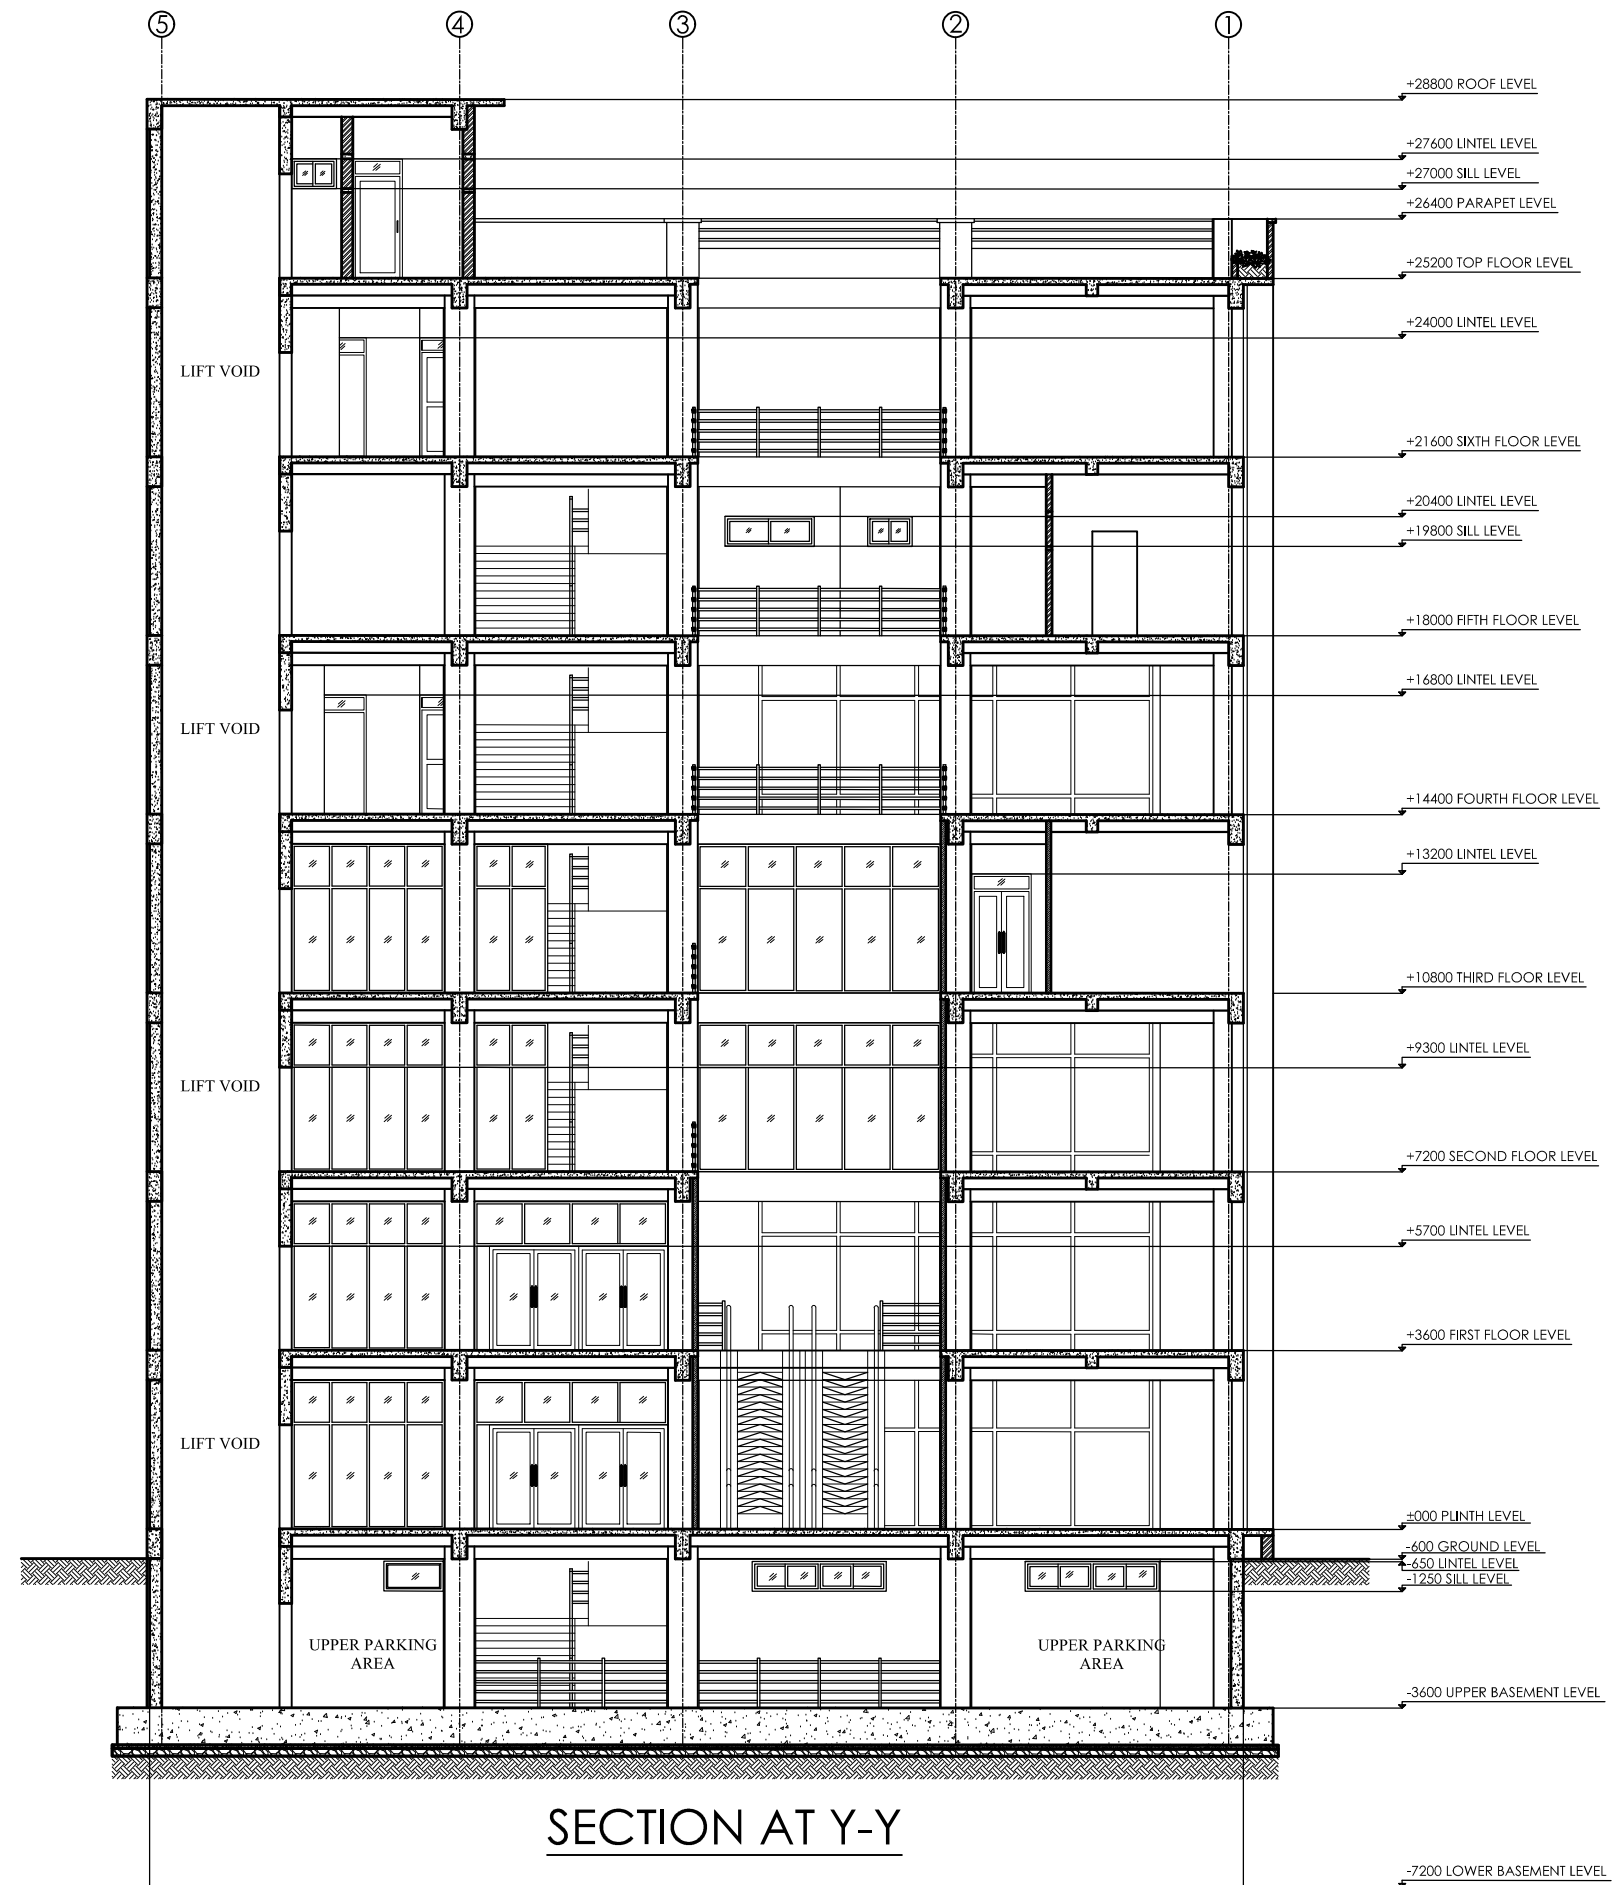 5 4 3 2 1
+28800 ROOF LEVEL
+27600 LINTEL LEVEL
+27000 SILL LEVEL
+26400 PARAPET LEVEL
+25200 TOP FLOOR LEVEL
+24000 LINTEL LEVEL
LIFT VOID
+21600 SIXTH FLOOR LEVEL
+20400 LINTEL LEVEL
+19800 SILL LEVEL
+18000 FIFTH FLOOR LEVEL
+16800 LINTEL LEVEL
LIFT VOID
+14400 FOURTH FLOOR LEVEL
+13200 LINTEL LEVEL
+10800 THIRD FLOOR LEVEL
+9300 LINTEL LEVEL
LIFT VOID
+7200 SECOND FLOOR LEVEL
+5700 LINTEL LEVEL
+3600 FIRST FLOOR LEVEL
LIFT VOID
±000 PLINTH LEVEL
-600 GROUND LEVEL
-650 LINTEL LEVEL
-1250 SILL LEVEL
UPPER PARKING
AREA
UPPER PARKING
AREA
-3600 UPPER BASEMENT LEVEL
SECTION AT Y-Y
-7200 LOWER BASEMENT LEVEL